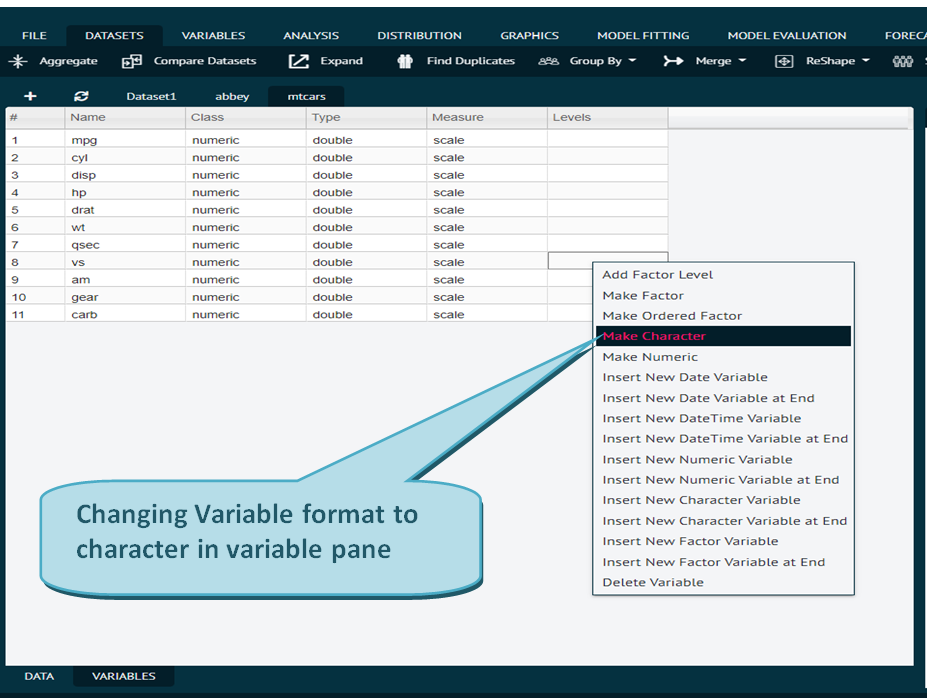 FILE DATASETS VARIABLES ANALYSIS DISTRIBUTION GRAPHICS MODEL FITTING MODEL EVALUATION
Aggregate Compare Datasets Expand Find Duplicates Group By Merge ReShape
Dataset1 abbey mtcars
# Name Class Type Measure Levels
1 mpg numeric double scale
2 cyl numeric double scale
3 disp numeric double scale
4 hp numeric double scale
5 drat numeric double scale
6 wt numeric double scale
7 qsec numeric double scale
8 vs numeric double scale
9 am numeric double scale
10 gear numeric double scale
11 carb numeric double scale
Add Factor Level
Make Factor
Make Ordered Factor
Make Character
Make Numeric
Insert New Date Variable
Insert New Date Variable at End
Insert New DateTime Variable
Insert New DateTime Variable at End
Insert New Numeric Variable
Insert New Numeric Variable at End
Insert New Character Variable
Insert New Character Variable at End
Insert New Factor Variable
Insert New Factor Variable at End
Delete Variable
Changing Variable format to
character in variable pane
DATA VARIABLES